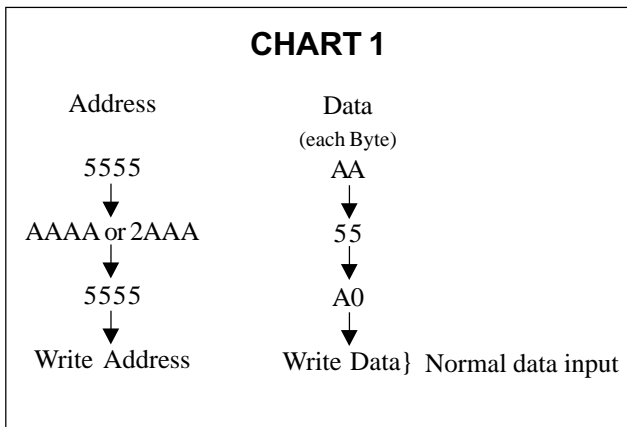 CHART 1
Address Data
(each Byte)
5555 AA
AAAA or 2AAA 55
5555 A0
Write Address Write Data} Normal data input